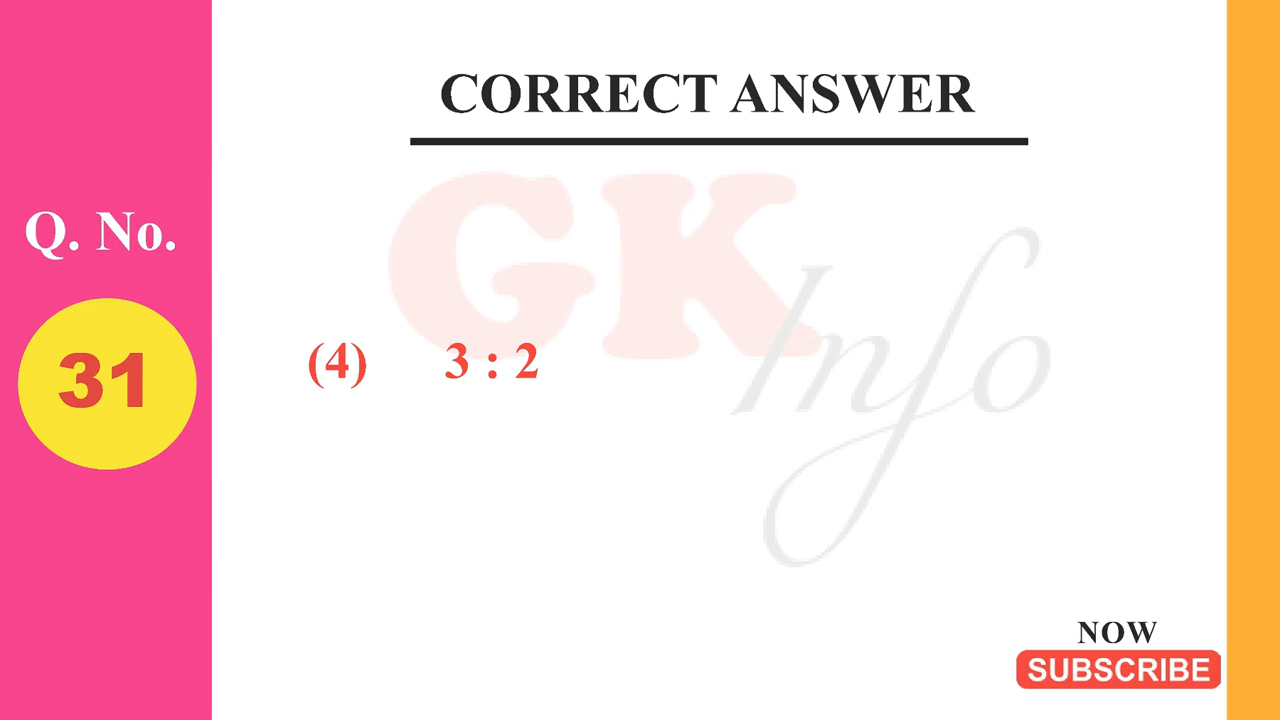 CORRECT ANSWER
GK Info
Q. No.
31
(4) 3 : 2
NOW
SUBSCRIBE